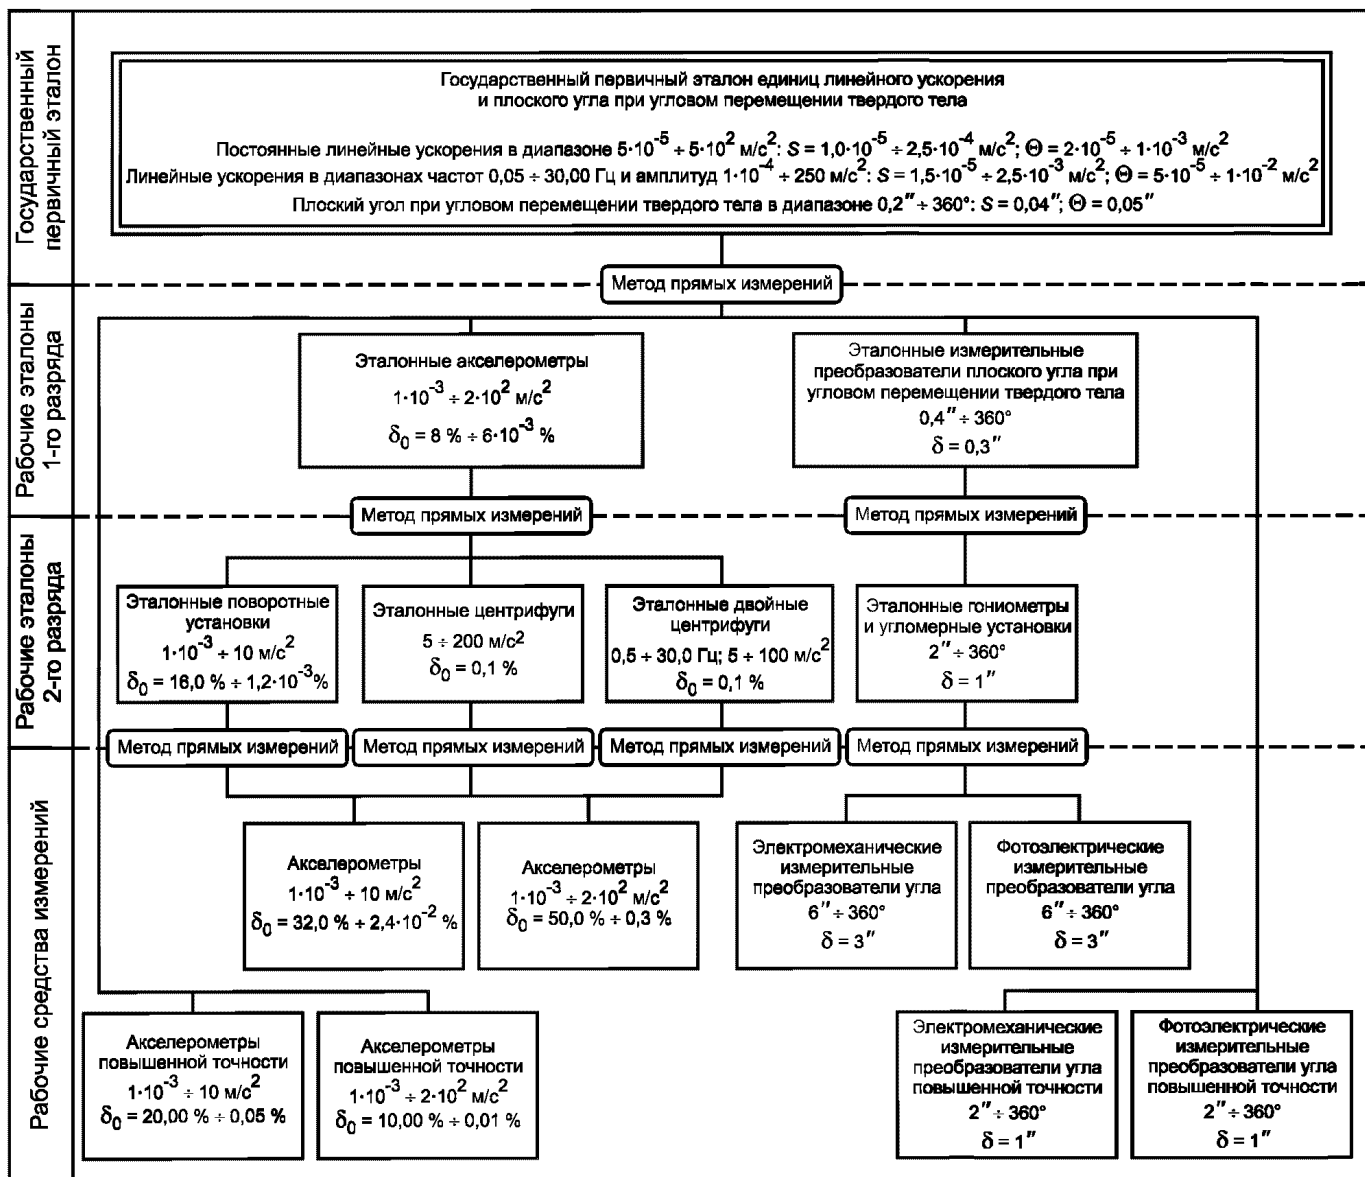 Государственный
первичный эталон
Государственный первичный эталон единиц линейного ускорения
и плоского угла при угловом перемещении твердого тела
Постоянные линейные ускорения в диапазоне 5·10⁻⁵ ÷ 5·10² м/с²: S = 1,0·10⁻⁵ ÷ 2,5·10⁻⁴ м/с²; Θ = 2·10⁻⁵ ÷ 1·10⁻³ м/с²
Линейные ускорения в диапазонах частот 0,05 ÷ 30,00 Гц и амплитуд 1·10⁻⁴ ÷ 250 м/с²: S = 1,5·10⁻⁵ ÷ 2,5·10⁻³ м/с²; Θ = 5·10⁻⁵ ÷ 1·10⁻² м/с²
Плоский угол при угловом перемещении твердого тела в диапазоне 0,2″ ÷ 360°: S = 0,04″; Θ = 0,05″
Метод прямых измерений
Рабочие эталоны
1-го разряда
Эталонные акселерометры
1·10⁻³ ÷ 2·10² м/с²
δ₀ = 8 % ÷ 6·10⁻³ %
Эталонные измерительные
преобразователи плоского угла при
угловом перемещении твердого тела
0,4″ ÷ 360°
δ = 0,3″
Метод прямых измерений
Метод прямых измерений
Рабочие эталоны
2-го разряда
Эталонные поворотные
установки
1·10⁻³ ÷ 10 м/с²
δ₀ = 16,0 % ÷ 1,2·10⁻³%
Эталонные центрифуги
5 ÷ 200 м/с²
δ₀ = 0,1 %
Эталонные двойные
центрифуги
0,5 ÷ 30,0 Гц; 5 ÷ 100 м/с²
δ₀ = 0,1 %
Эталонные гониометры
и угломерные установки
2″ ÷ 360°
δ = 1″
Метод прямых измерений
Метод прямых измерений
Метод прямых измерений
Метод прямых измерений
Рабочие средства измерений
Акселерометры
1·10⁻³ ÷ 10 м/с²
δ₀ = 32,0 % ÷ 2,4·10⁻² %
Акселерометры
1·10⁻³ ÷ 2·10² м/с²
δ₀ = 50,0 % ÷ 0,3 %
Электромеханические
измерительные
преобразователи угла
6″ ÷ 360°
δ = 3″
Фотоэлектрические
измерительные
преобразователи угла
6″ ÷ 360°
δ = 3″
Акселерометры
повышенной точности
1·10⁻³ ÷ 10 м/с²
δ₀ = 20,00 % ÷ 0,05 %
Акселерометры
повышенной точности
1·10⁻³ ÷ 2·10² м/с²
δ₀ = 10,00 % ÷ 0,01 %
Электромеханические
измерительные
преобразователи угла
повышенной точности
2″ ÷ 360°
δ = 1″
Фотоэлектрические
измерительные
преобразователи угла
повышенной точности
2″ ÷ 360°
δ = 1″